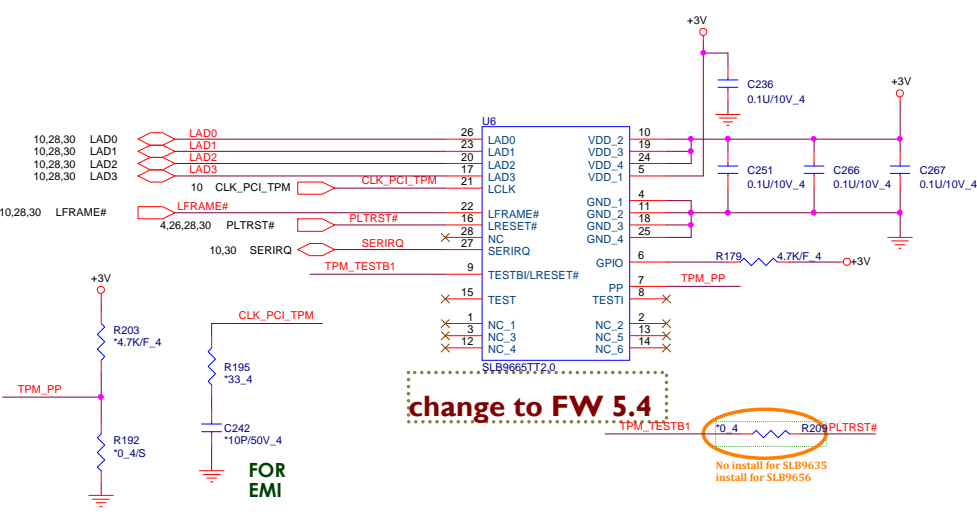 +3V
C236
0.1U/10V_4
+3V
U6
10,28,30 LAD0 LAD0 26 LAD0 VDD_2 10
10,28,30 LAD1 LAD1 23 LAD1 VDD_3 19
10,28,30 LAD2 LAD2 20 LAD2 VDD_4 24
10,28,30 LAD3 LAD3 17 LAD3 VDD_1 5
10 CLK_PCI_TPM CLK_PCI_TPM 21 LCLK
C251
0.1U/10V_4
C266
0.1U/10V_4
C267
0.1U/10V_4
GND_1 4
10,28,30 LFRAME# LFRAME# 22 LFRAME# GND_2 11
4,26,28,30 PLTRST# PLTRST# 16 LRESET# GND_3 18
28 NC GND_4 25
10,30 SERIRQ SERIRQ 27 SERIRQ
GPIO 6 R179 4.7K/F_4 +3V
TPM_TESTB1 9 TESTBI/LRESET#
PP 7 TPM_PP
15 TEST TESTI 8
1 NC_1 NC_2 2
3 NC_3 NC_5 13
12 NC_4 NC_6 14
SLB9665TT2.0
+3V
R203
*4.7K/F_4
TPM_PP
R192
*0_4/S
CLK_PCI_TPM
R195
*33_4
C242
*10P/50V_4
FOR
EMI
change to FW 5.4
TPM_TESTB1 *0_4 R209 PLTRST#
No install for SLB9635
install for SLB9656